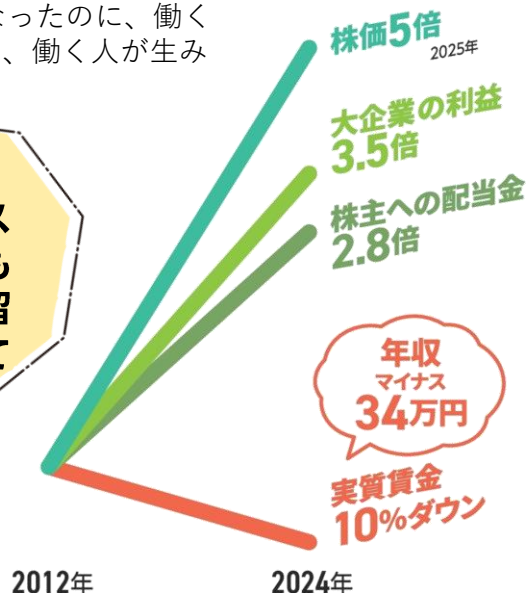 なったのに、働く
、働く人が生み
株価5倍
2025年
大企業の利益
3.5倍
株主への配当金
2.8倍
も
て
年収
マイナス
34万円
実質賃金
10%ダウン
2012年
2024年